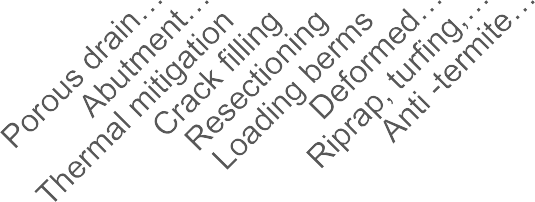 Porous drain…
Abutment…
Thermal mitigation
Crack filling
Resectioning
Loading berms
Deformed…
Riprap, turfing,…
Anti -termite…